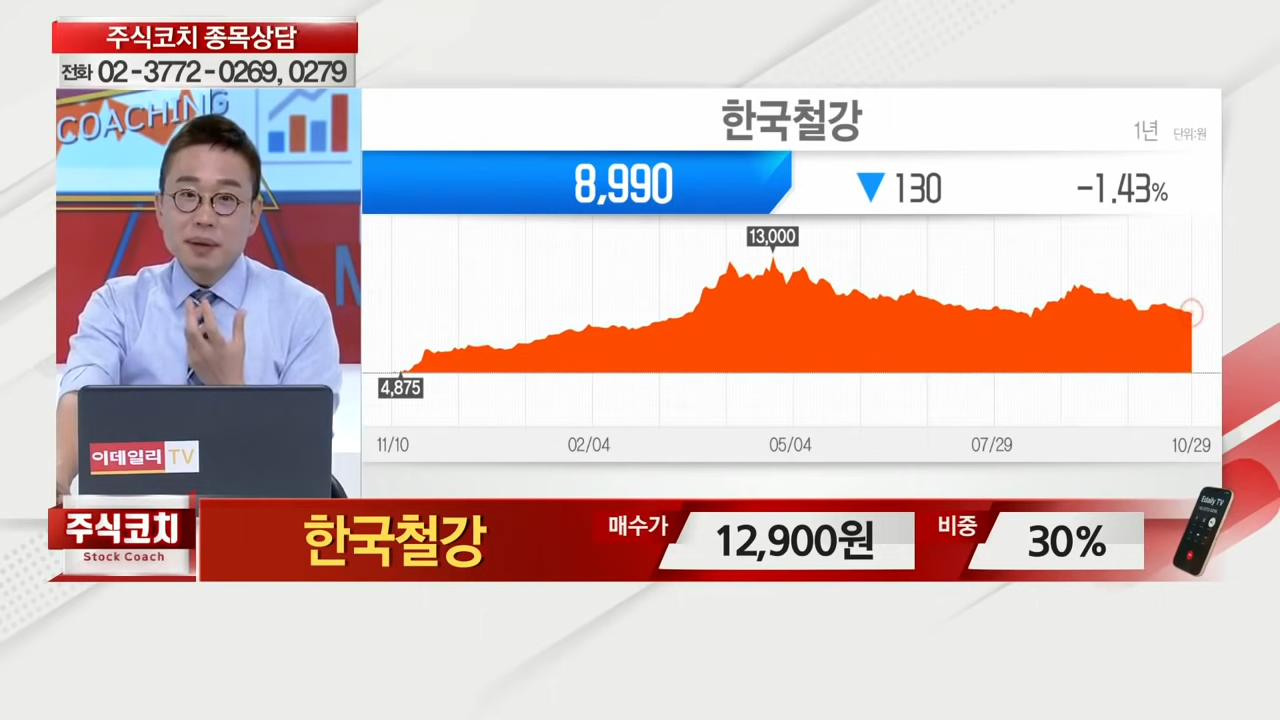 주식코치 종목상담
전화 02-3772-0269, 0279
COACHING
한국철강
1년 단위:원
8,990 ▼130 -1.43%
13,000
4,875
11/10 02/04 05/04 07/29 10/29
이데일리TV
주식코치
Stock Coach
한국철강 매수가 12,900원 비중 30%
Edaily TV